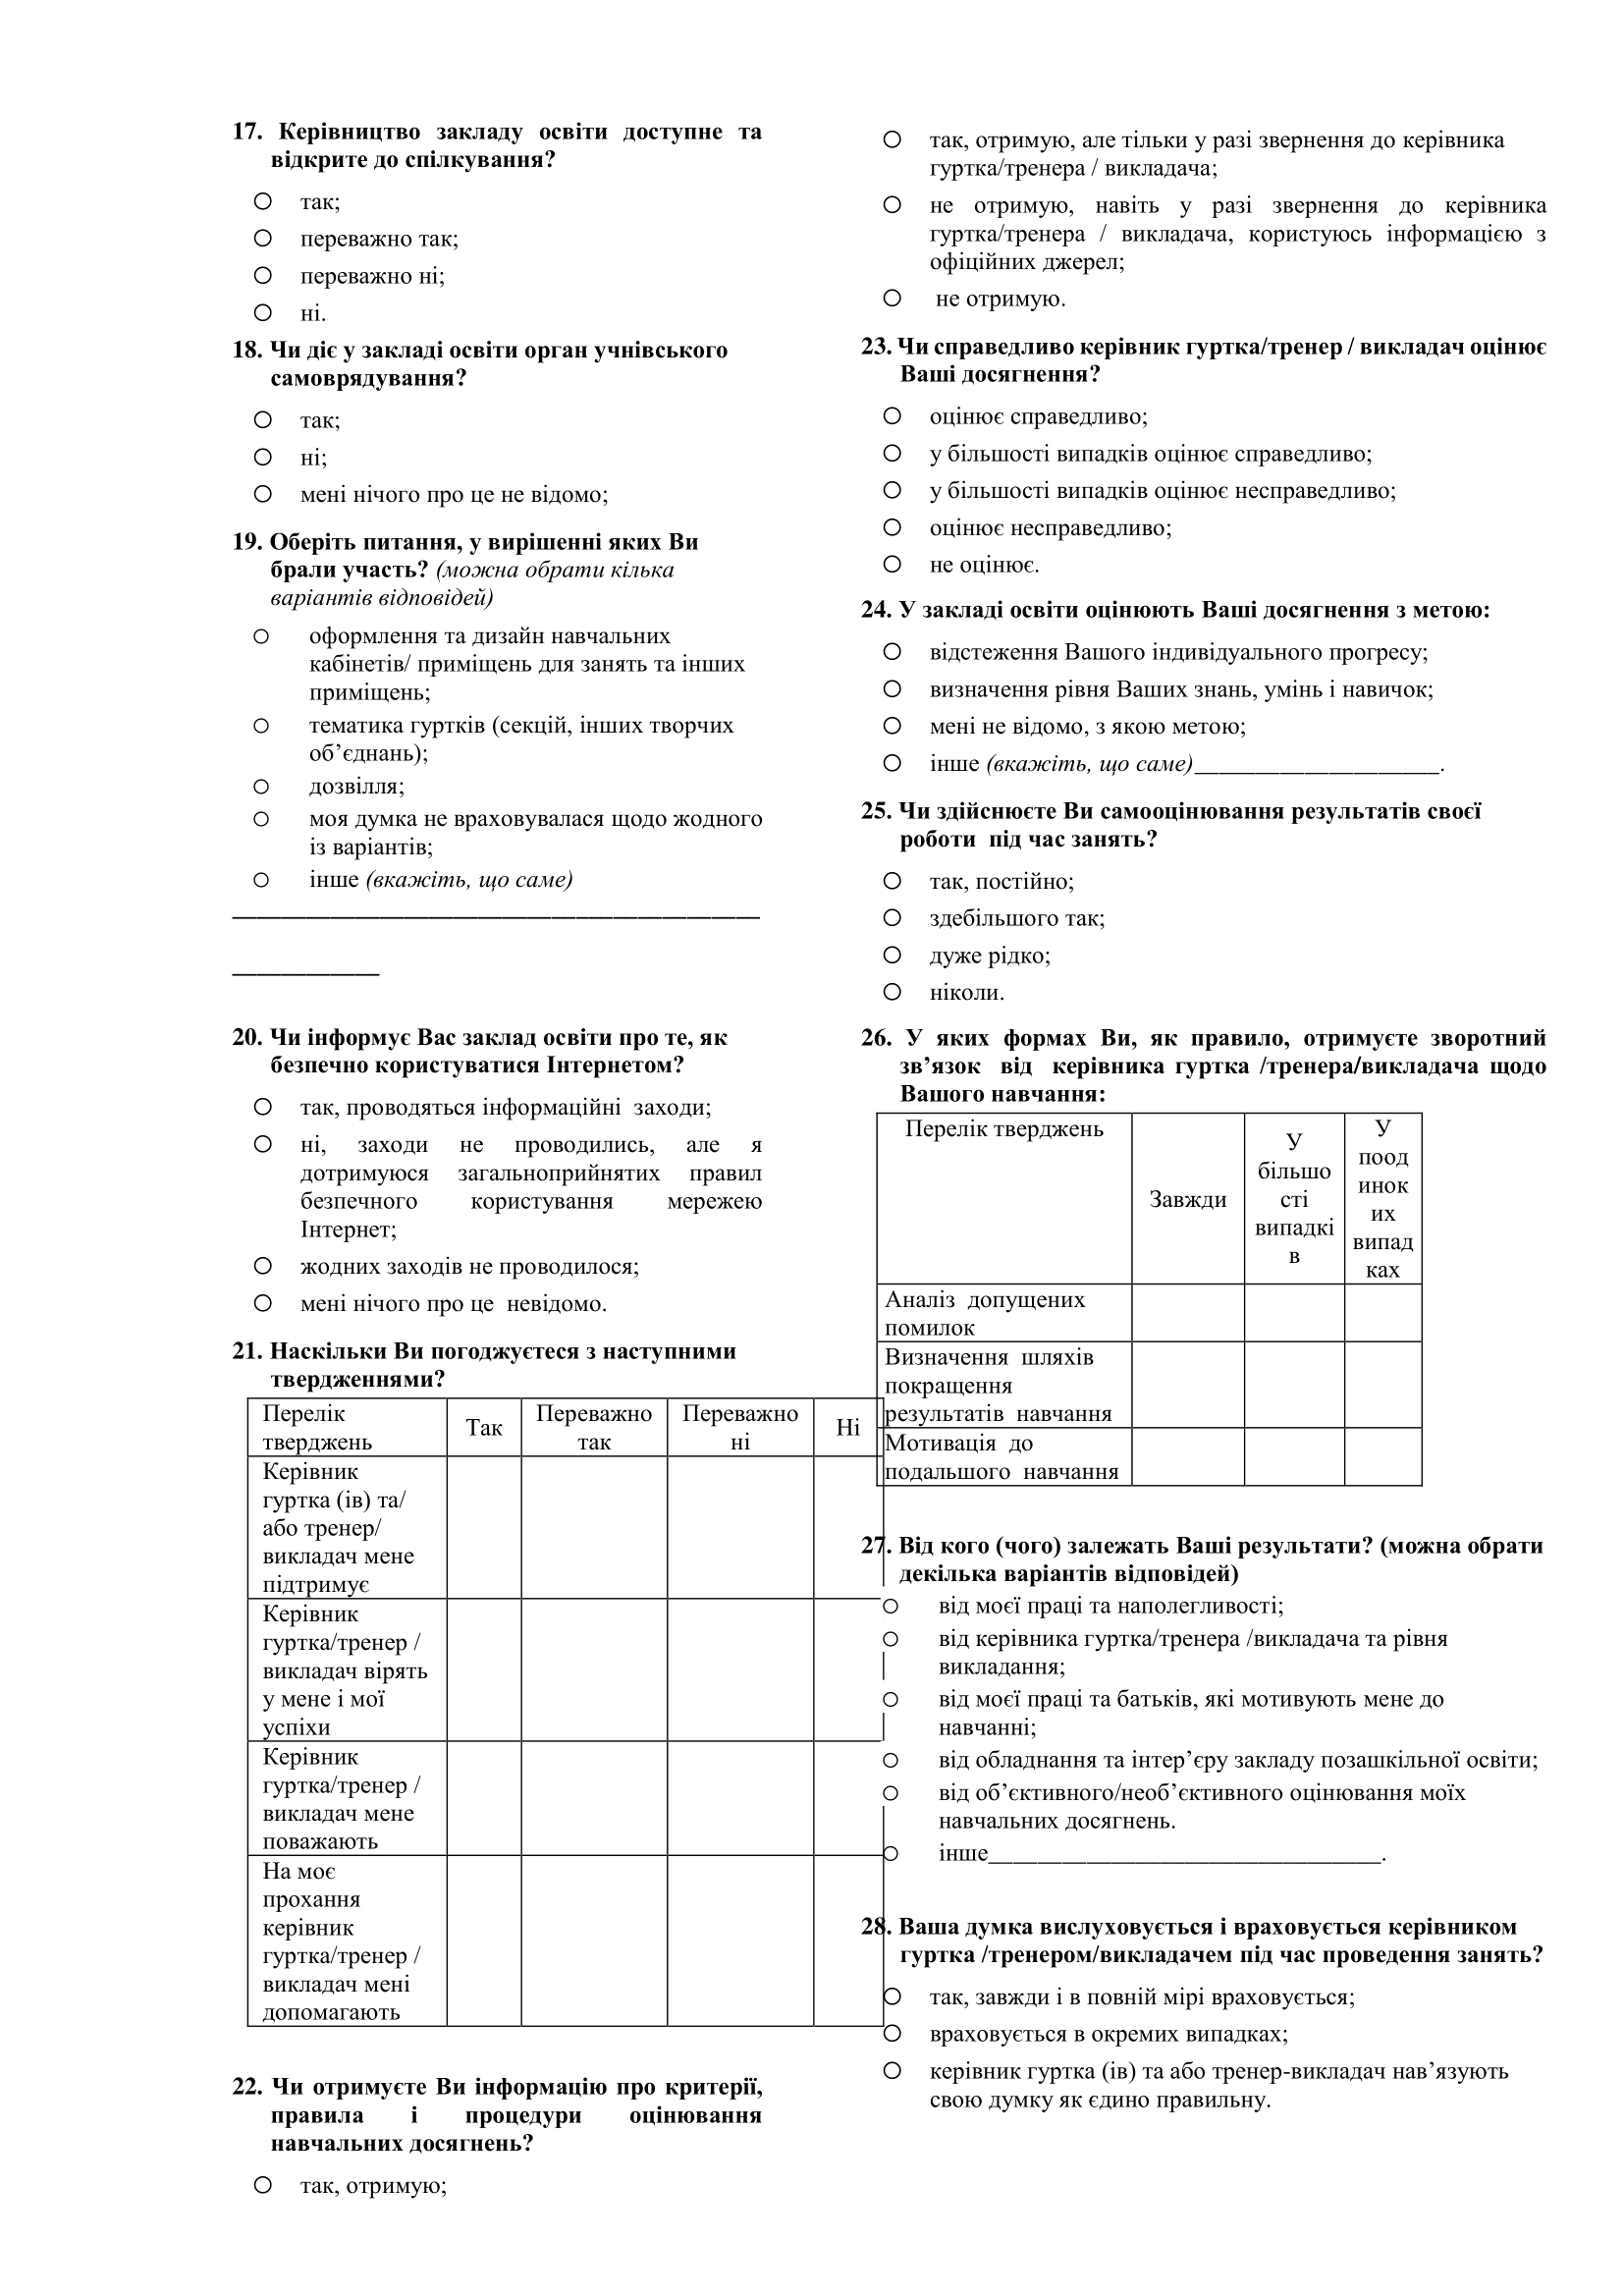 17. Керівництво закладу освіти доступне та
відкрите до спілкування?
○ так;
○ переважно так;
○ переважно ні;
○ ні.
18. Чи діє у закладі освіти орган учнівського
самоврядування?
○ так;
○ ні;
○ мені нічого про це не відомо;
19. Оберіть питання, у вирішенні яких Ви
брали участь? (можна обрати кілька
варіантів відповідей)
○ оформлення та дизайн навчальних
кабінетів/ приміщень для занять та інших
приміщень;
○ тематика гуртків (секцій, інших творчих
об’єднань);
○ дозвілля;
○ моя думка не враховувалася щодо жодного
із варіантів;
○ інше (вкажіть, що саме)
___________________________________________
____________
20. Чи інформує Вас заклад освіти про те, як
безпечно користуватися Інтернетом?
○ так, проводяться інформаційні заходи;
○ ні, заходи не проводились, але я
дотримуюся загальноприйнятих правил
безпечного користування мережею
Інтернет;
○ жодних заходів не проводилося;
○ мені нічого про це невідомо.
21. Наскільки Ви погоджуєтеся з наступними
твердженнями?
Перелік
тверджень
Так
Переважно
так
Переважно
ні
Ні
Керівник
гуртка (ів) та/
або тренер/
викладач мене
підтримує
Керівник
гуртка/тренер /
викладач вірять
у мене і мої
успіхи
Керівник
гуртка/тренер /
викладач мене
поважають
На моє
прохання
керівник
гуртка/тренер /
викладач мені
допомагають
22. Чи отримуєте Ви інформацію про критерії,
правила і процедури оцінювання
навчальних досягнень?
○ так, отримую;
○ так, отримую, але тільки у разі звернення до керівника
гуртка/тренера / викладача;
○ не отримую, навіть у разі звернення до керівника
гуртка/тренера / викладача, користуюсь інформацією з
офіційних джерел;
○ не отримую.
23. Чи справедливо керівник гуртка/тренер / викладач оцінює
Ваші досягнення?
○ оцінює справедливо;
○ у більшості випадків оцінює справедливо;
○ у більшості випадків оцінює несправедливо;
○ оцінює несправедливо;
○ не оцінює.
24. У закладі освіти оцінюють Ваші досягнення з метою:
○ відстеження Вашого індивідуального прогресу;
○ визначення рівня Ваших знань, умінь і навичок;
○ мені не відомо, з якою метою;
○ інше (вкажіть, що саме)____________________.
25. Чи здійснюєте Ви самооцінювання результатів своєї
роботи під час занять?
○ так, постійно;
○ здебільшого так;
○ дуже рідко;
○ ніколи.
26. У яких формах Ви, як правило, отримуєте зворотний
зв’язок від керівника гуртка /тренера/викладача щодо
Вашого навчання:
Перелік тверджень
Завжди
У
більшо
сті
випадкі
в
У
поод
инок
их
випад
ках
Аналіз допущених
помилок
Визначення шляхів
покращення
результатів навчання
Мотивація до
подальшого навчання
27. Від кого (чого) залежать Ваші результати? (можна обрати
декілька варіантів відповідей)
○ від моєї праці та наполегливості;
○ від керівника гуртка/тренера /викладача та рівня
викладання;
○ від моєї праці та батьків, які мотивують мене до
навчанні;
○ від обладнання та інтер’єру закладу позашкільної освіти;
○ від об’єктивного/необ’єктивного оцінювання моїх
навчальних досягнень.
○ інше________________________________.
28. Ваша думка вислуховується і враховується керівником
гуртка /тренером/викладачем під час проведення занять?
○ так, завжди і в повній мірі враховується;
○ враховується в окремих випадках;
○ керівник гуртка (ів) та або тренер-викладач нав’язують
свою думку як єдино правильну.